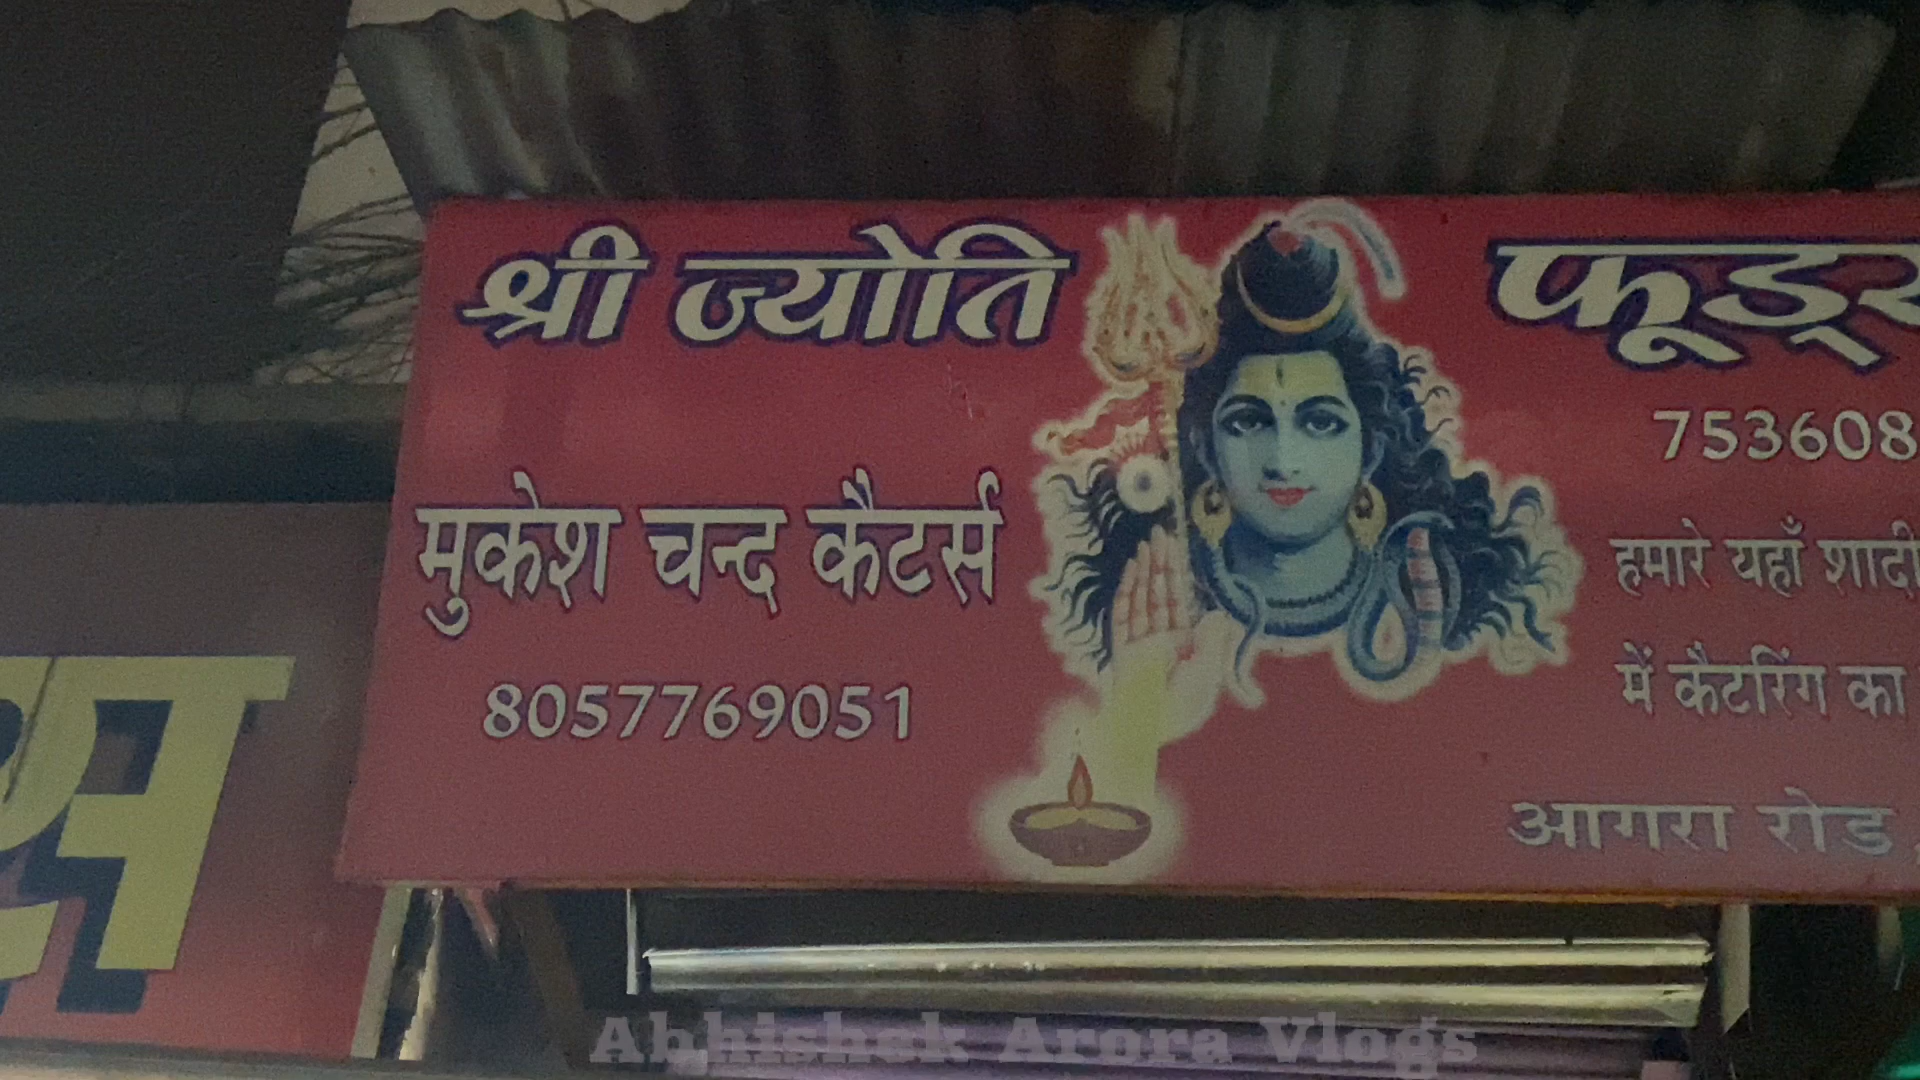 श्री ज्योति फूड्स
मुकेश चन्द कैटर्स
8057769051
753608
हमारे यहाँ शादी
में कैटरिंग का
आगरा रोड,
Abhishek Arora Vlogs